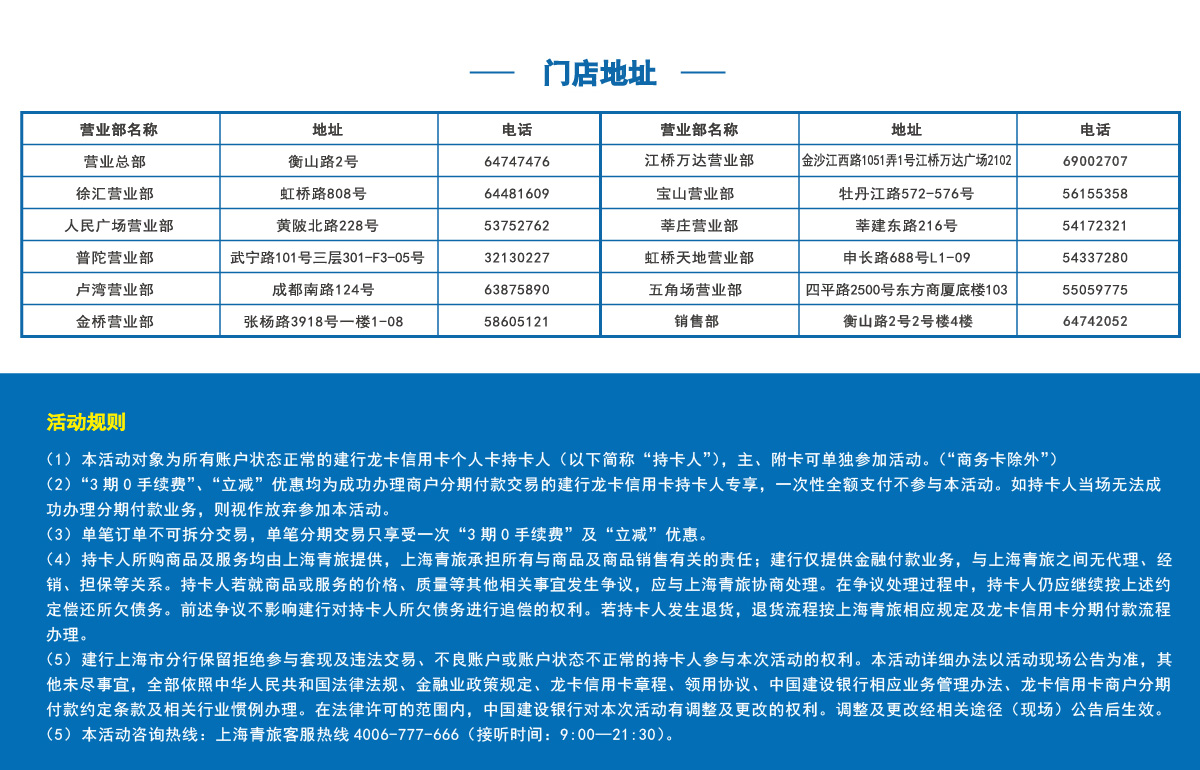 门店地址
营业部名称 地址 电话 营业部名称 地址 电话
营业总部 衡山路2号 64747476 江桥万达营业部 金沙江西路1051弄1号江桥万达广场2102 69002707
徐汇营业部 虹桥路808号 64481609 宝山营业部 牡丹江路572-576号 56155358
人民广场营业部 黄陂北路228号 53752762 莘庄营业部 莘建东路216号 54172321
普陀营业部 武宁路101号三层301-F3-05号 32130227 虹桥天地营业部 申长路688号L1-09 54337280
卢湾营业部 成都南路124号 63875890 五角场营业部 四平路2500号东方商厦底楼103 55059775
金桥营业部 张杨路3918号一楼1-08 58605121 销售部 衡山路2号2号楼4楼 64742052
活动规则
（1）本活动对象为所有账户状态正常的建行龙卡信用卡个人卡持卡人（以下简称“持卡人”），主、附卡可单独参加活动。（“商务卡除外”）
（2）“3 期 0 手续费”、“立减”优惠均为成功办理商户分期付款交易的建行龙卡信用卡持卡人专享，一次性全额支付不参与本活动。如持卡人当场无法成
功办理分期付款业务，则视作放弃参加本活动。
（3）单笔订单不可拆分交易，单笔分期交易只享受一次“3 期 0 手续费”及“立减”优惠。
（4）持卡人所购商品及服务均由上海青旅提供，上海青旅承担所有与商品及商品销售有关的责任；建行仅提供金融付款业务，与上海青旅之间无代理、经
销、担保等关系。持卡人若就商品或服务的价格、质量等其他相关事宜发生争议，应与上海青旅协商处理。在争议处理过程中，持卡人仍应继续按上述约
定偿还所欠债务。前述争议不影响建行对持卡人所欠债务进行追偿的权利。若持卡人发生退货，退货流程按上海青旅相应规定及龙卡信用卡分期付款流程
办理。
（5）建行上海市分行保留拒绝参与套现及违法交易、不良账户或账户状态不正常的持卡人参与本次活动的权利。本活动详细办法以活动现场公告为准，其
他未尽事宜，全部依照中华人民共和国法律法规、金融业政策规定、龙卡信用卡章程、领用协议、中国建设银行相应业务管理办法、龙卡信用卡商户分期
付款约定条款及相关行业惯例办理。在法律许可的范围内，中国建设银行对本次活动有调整及更改的权利。调整及更改经相关途径（现场）公告后生效。
（5）本活动咨询热线：上海青旅客服热线 4006-777-666（接听时间：9:00—21:30）。